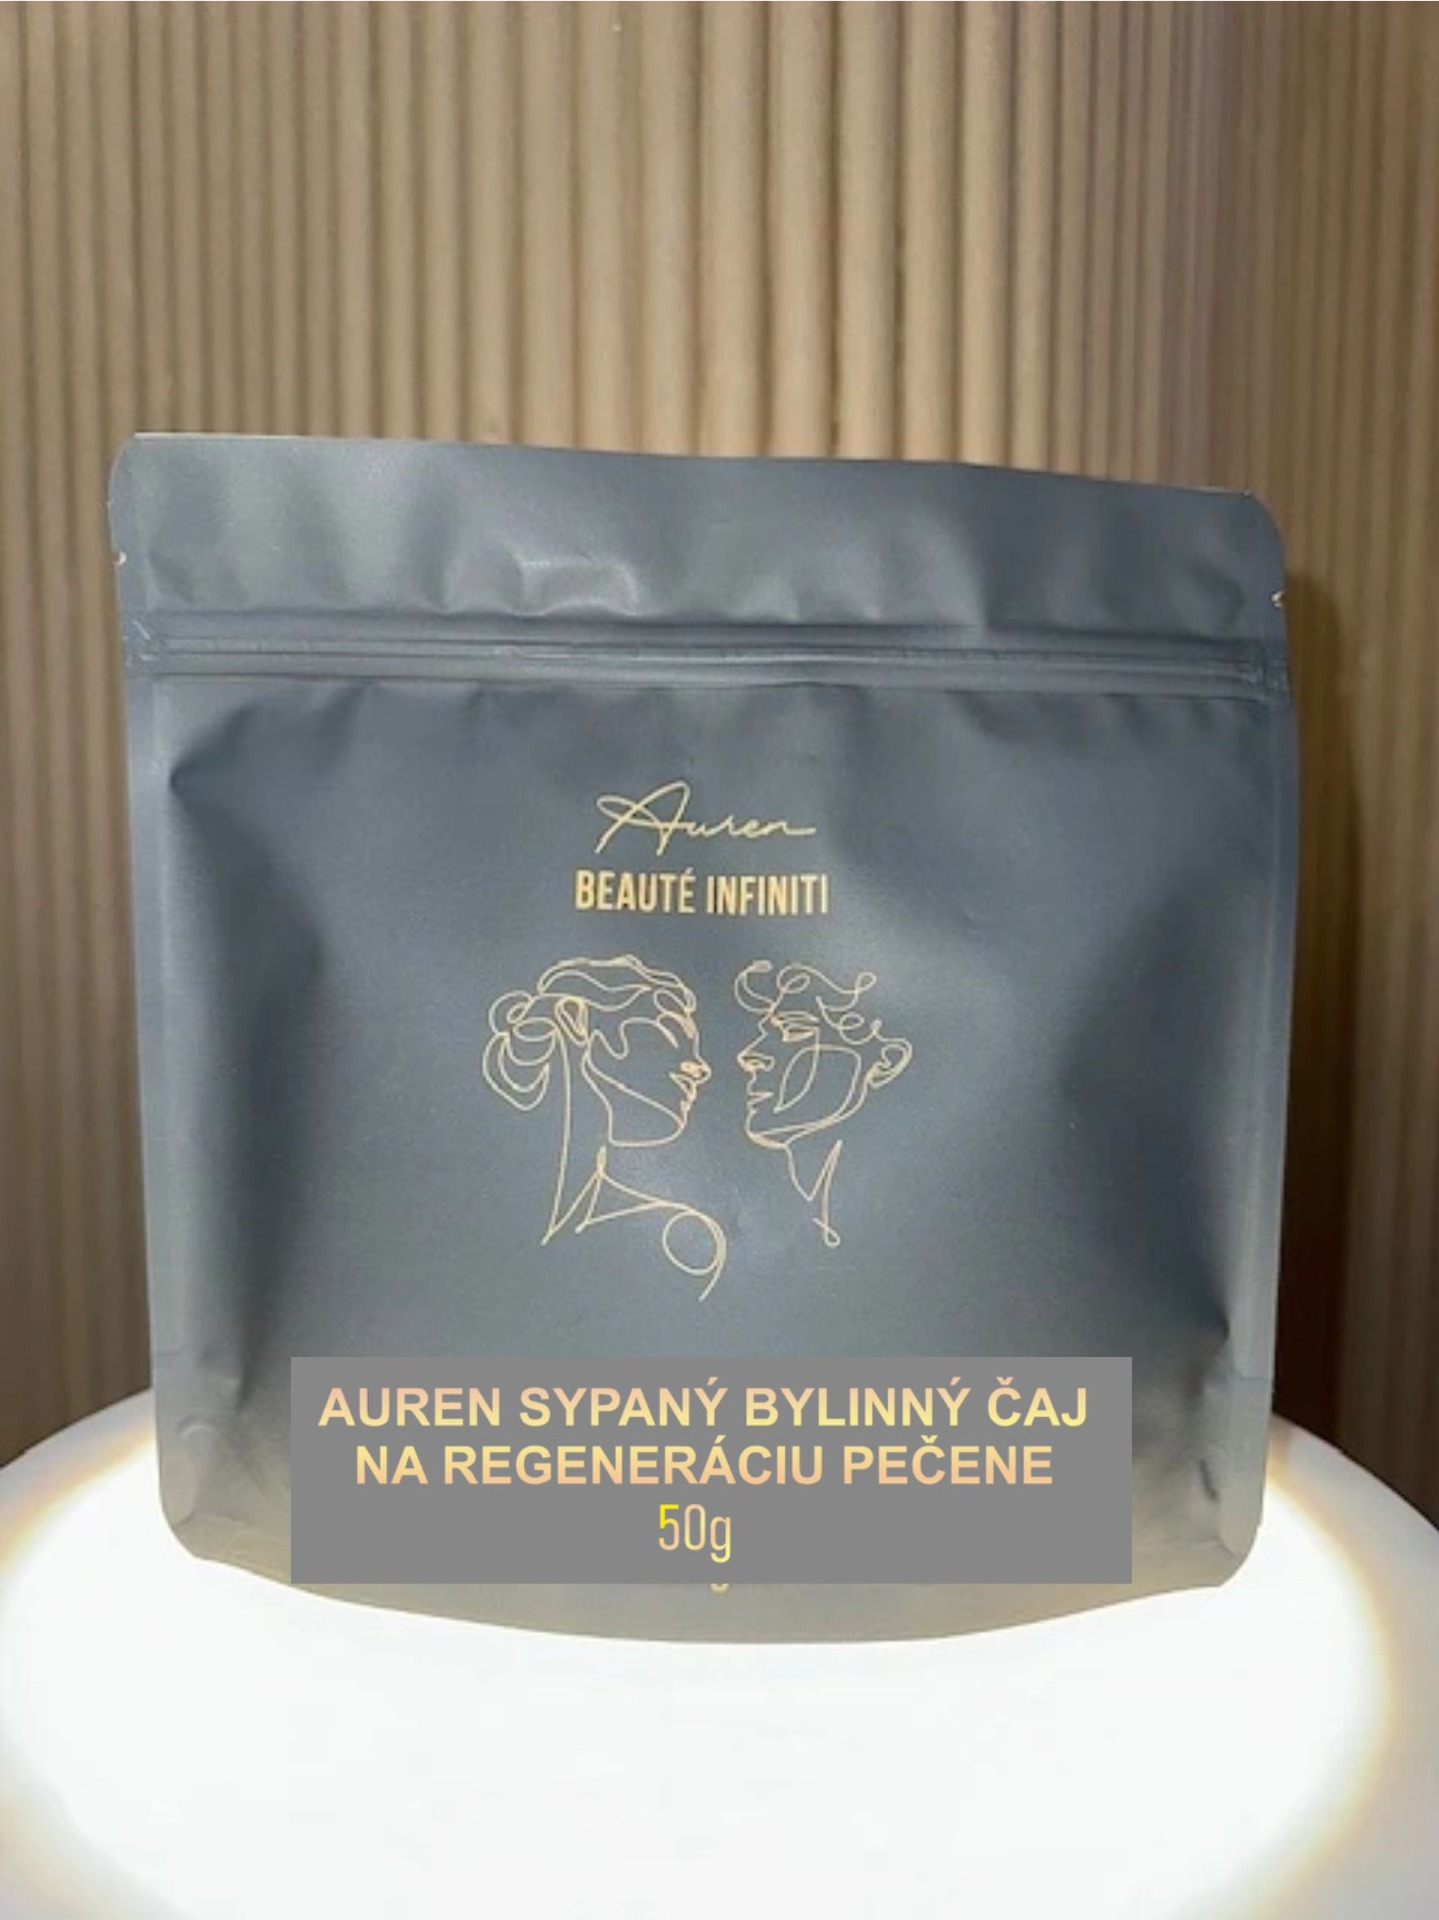 Auren
BEAUTÉ INFINITI
AUREN SYPANÝ BYLINNÝ ČAJ
NA REGENERÁCIU PEČENE
50g